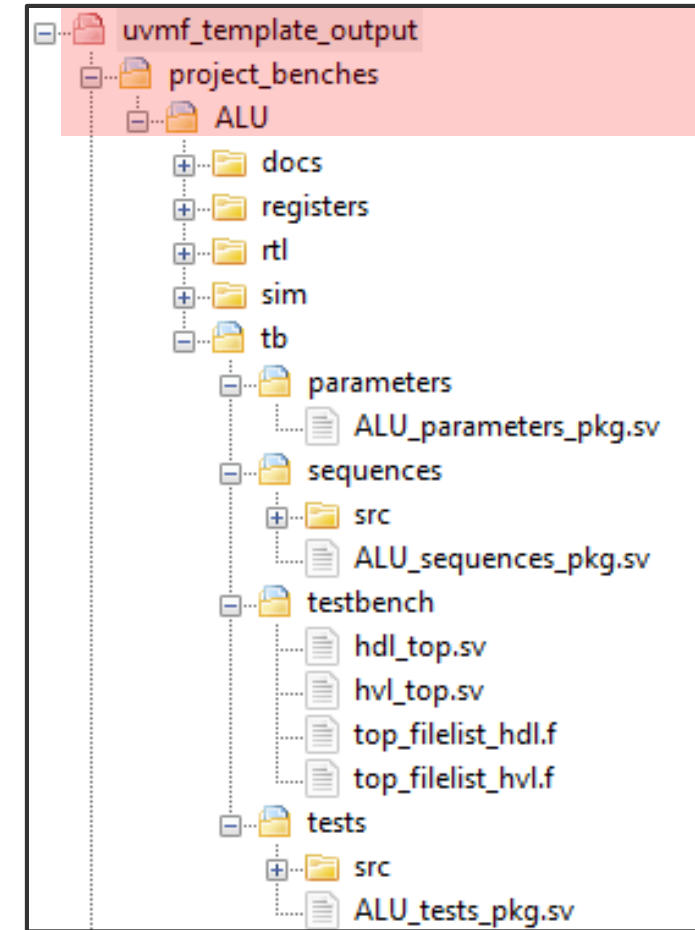 uvmf_template_output
project_benches
ALU
docs
registers
rtl
sim
tb
parameters
ALU_parameters_pkg.sv
sequences
src
ALU_sequences_pkg.sv
testbench
hdl_top.sv
hvl_top.sv
top_filelist_hdl.f
top_filelist_hvl.f
tests
src
ALU_tests_pkg.sv